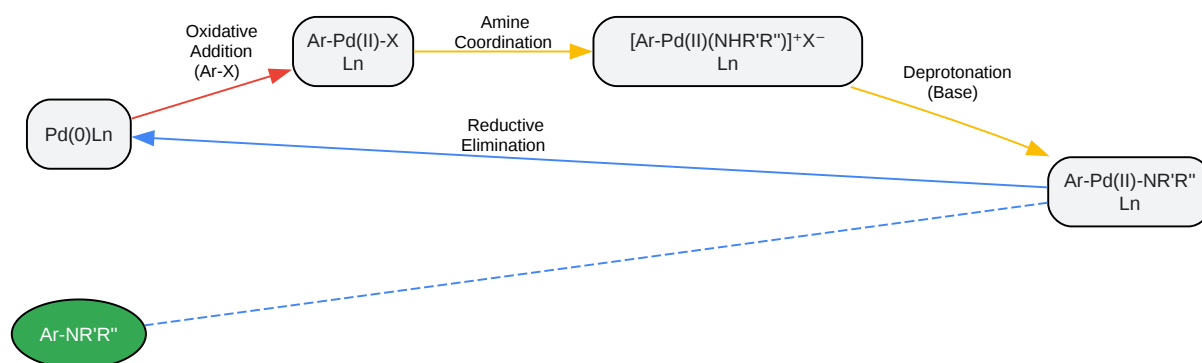 Oxidative
Addition
(Ar-X)
Ar-Pd(II)-X
Ln
Amine
Coordination
[Ar-Pd(II)(NHR'R")]⁺X⁻
Ln
Deprotonation
(Base)
Pd(0)Ln
Reductive
Elimination
Ar-Pd(II)-NR'R"
Ln
Ar-NR'R"